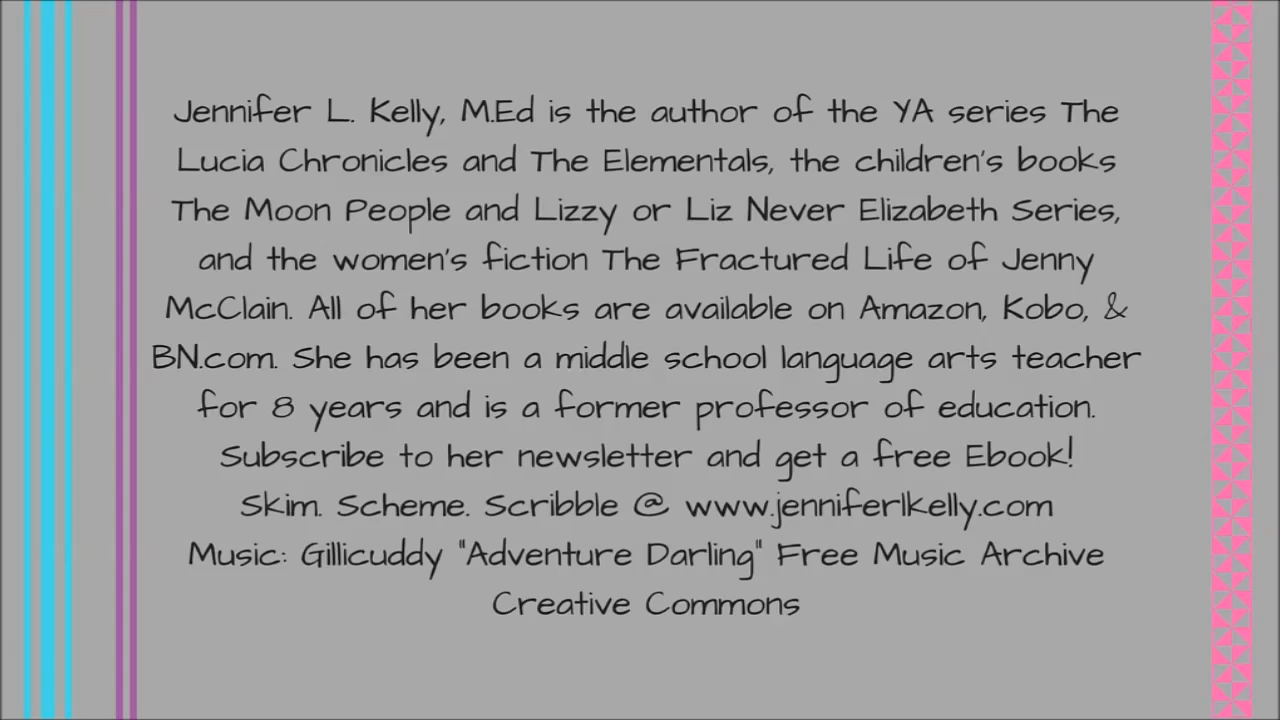 Jennifer L. Kelly, M.Ed is the author of the YA series The
Lucia Chronicles and The Elementals, the children's books
The Moon People and Lizzy or Liz Never Elizabeth Series,
and the women's fiction The Fractured Life of Jenny
McClain. All of her books are available on Amazon, Kobo, &
BN.com. She has been a middle school language arts teacher
for 8 years and is a former professor of education.
Subscribe to her newsletter and get a free Ebook!
Skim. Scheme. Scribble @ www.jenniferlkelly.com
Music: Gillicuddy "Adventure Darling" Free Music Archive
Creative Commons